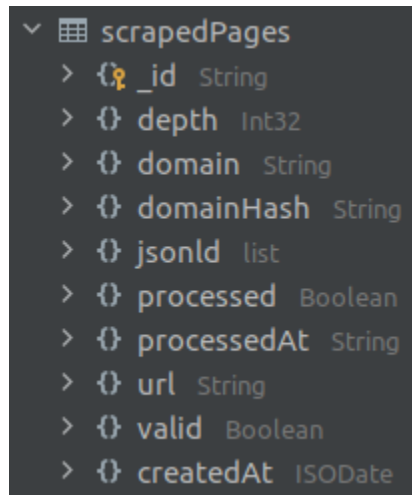 scrapedPages
_id String
depth Int32
domain String
domainHash String
jsonld list
processed Boolean
processedAt String
url String
valid Boolean
createdAt ISODate